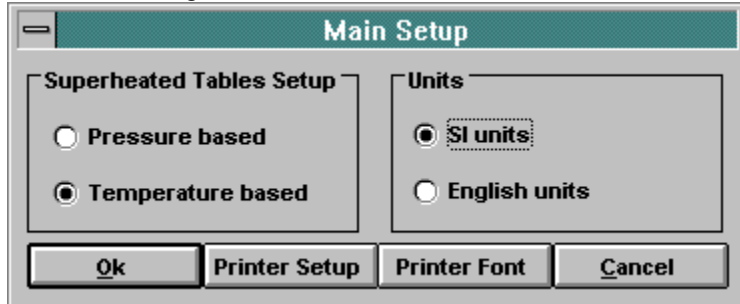 Main Setup
Superheated Tables Setup
Units
Pressure based
SI units
Temperature based
English units
Ok
Printer Setup
Printer Font
Cancel